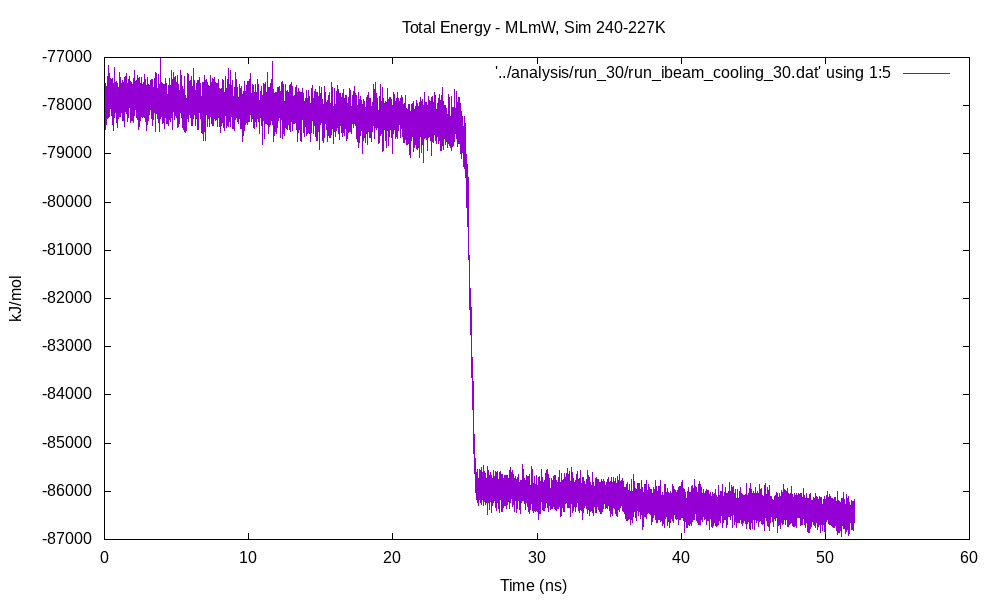 Total Energy - MLmW, Sim 240-227K
'../analysis/run_30/run_ibeam_cooling_30.dat' using 1:5
-77000
-78000
-79000
-80000
-81000
-82000
-83000
-84000
-85000
-86000
-87000
kJ/mol
0 10 20 30 40 50 60
Time (ns)